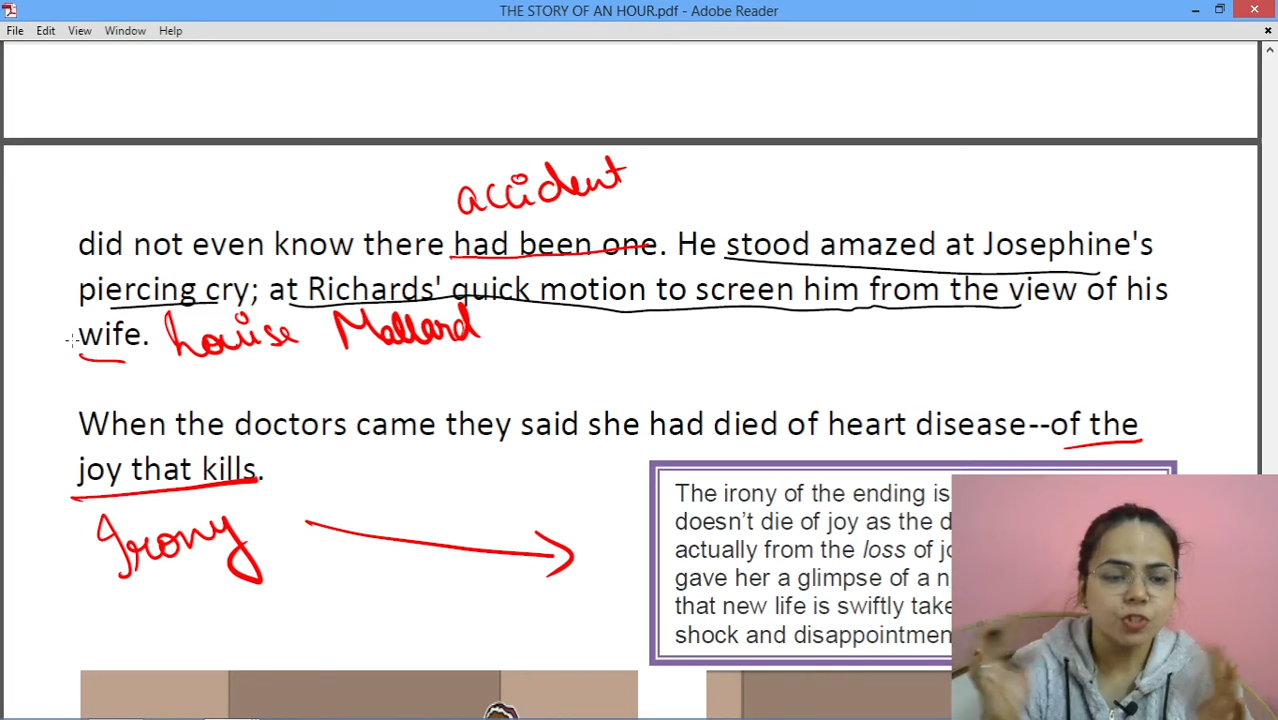 THE STORY OF AN HOUR.pdf - Adobe Reader
File Edit View Window Help
accident
did not even know there had been one. He stood amazed at Josephine's
piercing cry; at Richards' quick motion to screen him from the view of his
wife. Mallard
When the doctors came they said she had died of heart disease--of the
joy that kills.
Irony
The irony of the ending is
doesn't die of joy as the d
actually from the loss of jo
gave her a glimpse of a n
that new life is swiftly take
shock and disappointmen